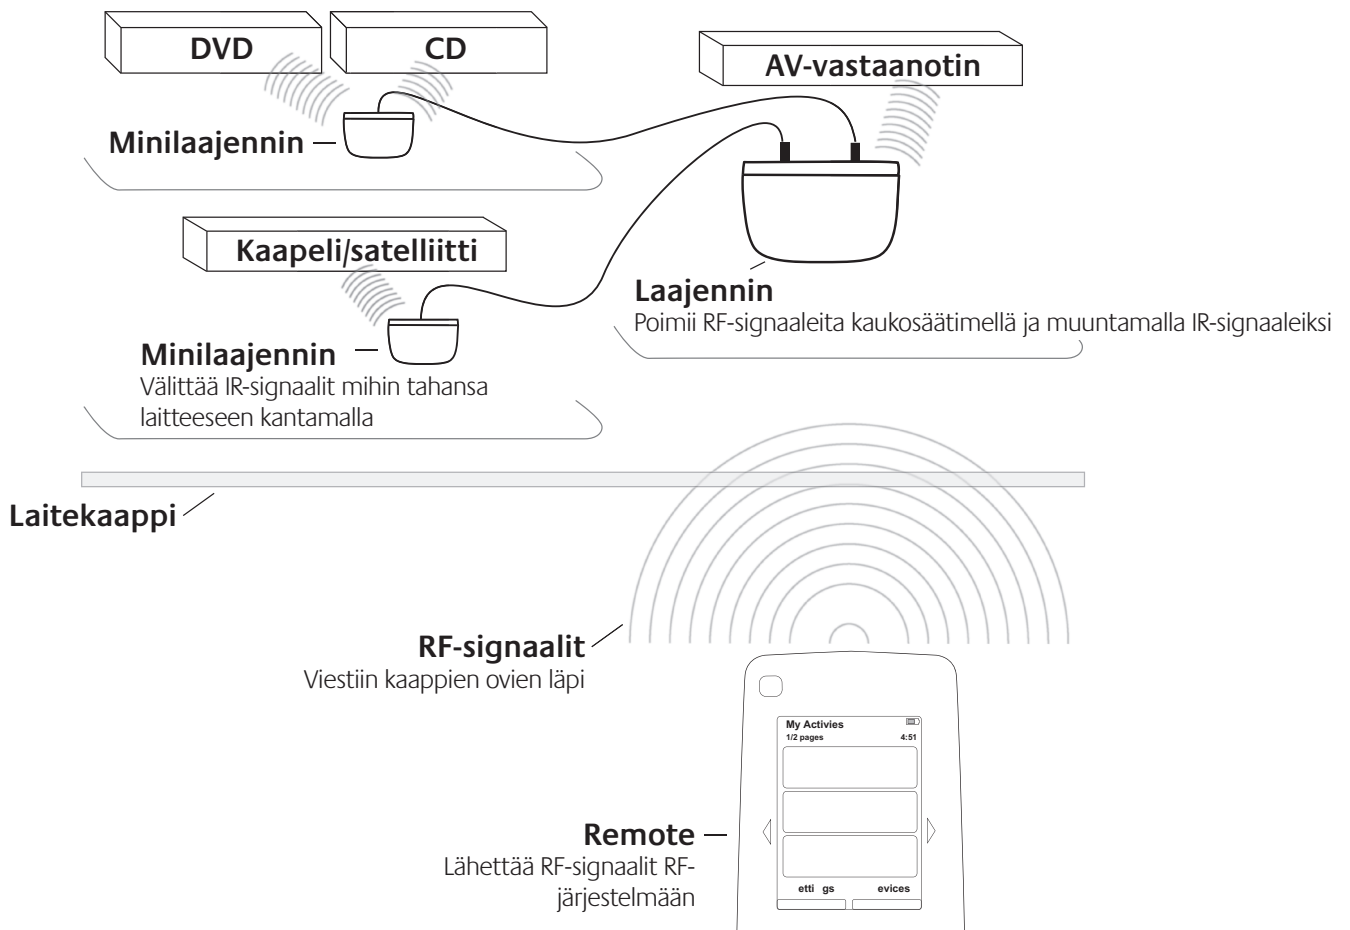 DVD
CD
AV-vastaanotin
Minilaajennin
Kaapeli/satelliitti
Laajennin
Poimii RF-signaaleita kaukosäätimellä ja muuntamalla IR-signaaleiksi
Minilaajennin
Välittää IR-signaalit mihin tahansa
laitteeseen kantamalla
Laitekaappi
RF-signaalit
Viestiin kaappien ovien läpi
My Activies
1/2 pages 4:51
Remote
Lähettää RF-signaalit RF-
järjestelmään
etti gs evices